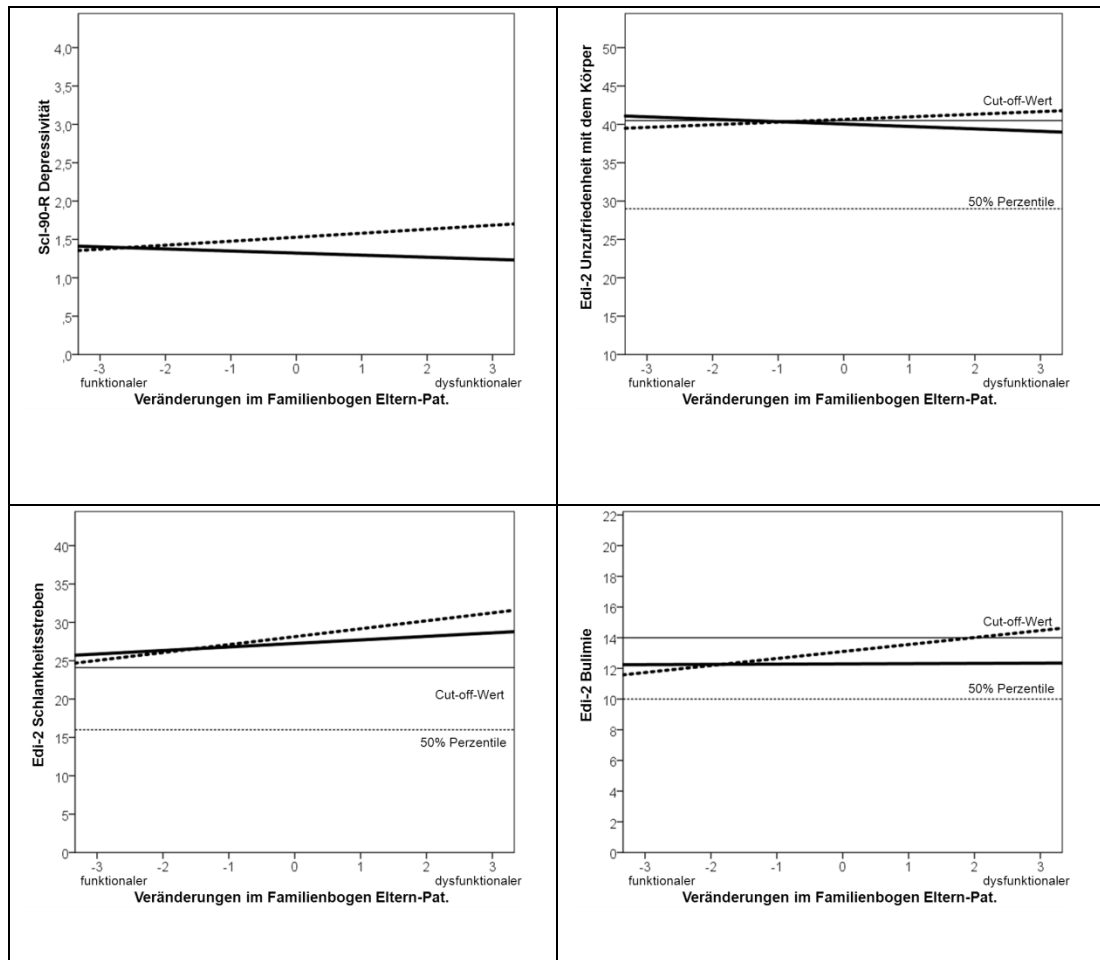 Scl-90-R Depressivität
4,0
3,5
3,0
2,5
2,0
1,5
1,0
,5
,0
-3 -2 -1 0 1 2 3
funktionaler dysfunktionaler
Veränderungen im Familienbogen Eltern-Pat.
Edi-2 Unzufriedenheit mit dem Körper
50
45
40
35
30
25
20
15
10
Cut-off-Wert
50% Perzentile
-3 -2 -1 0 1 2 3
funktionaler dysfunktionaler
Veränderungen im Familienbogen Eltern-Pat.
Edi-2 Schlankheitsstreben
40
35
30
25
20
15
10
5
0
Cut-off-Wert
50% Perzentile
-3 -2 -1 0 1 2 3
funktionaler dysfunktionaler
Veränderungen im Familienbogen Eltern-Pat.
Edi-2 Bulimie
22
20
18
16
14
12
10
8
6
4
2
0
Cut-off-Wert
50% Perzentile
-3 -2 -1 0 1 2 3
funktionaler dysfunktionaler
Veränderungen im Familienbogen Eltern-Pat.